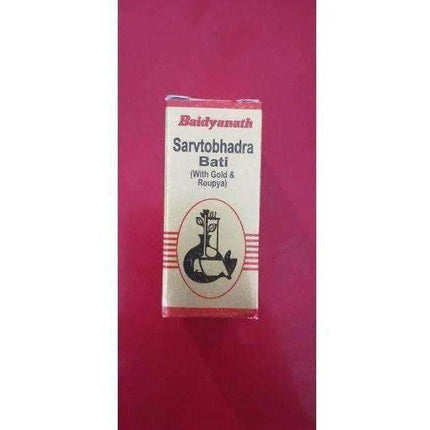 Baidyanath
Sarvtobhadra
Bati
(With Gold &
Roupya)